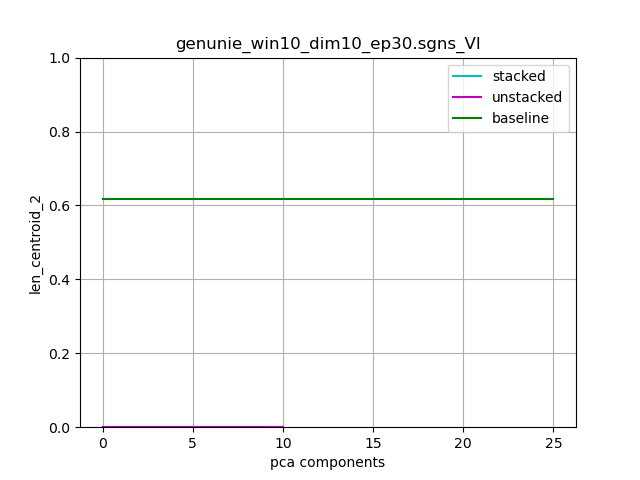 genunie_win10_dim10_ep30.sgns_VI
1.0
0.8
0.6
0.4
0.2
0.0
len_centroid_2
stacked
unstacked
baseline
0 5 10 15 20 25
pca components